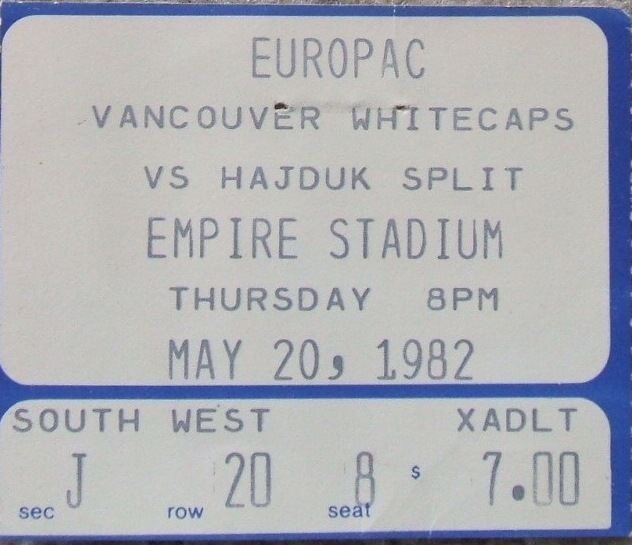 EUROPAC
VANCOUVER WHITECAPS
VS HAJDUK SPLIT
EMPIRE STADIUM
THURSDAY 8PM
MAY 20, 1982
SOUTH WEST XADLT
sec J row 20 seat 8 $ 7.00